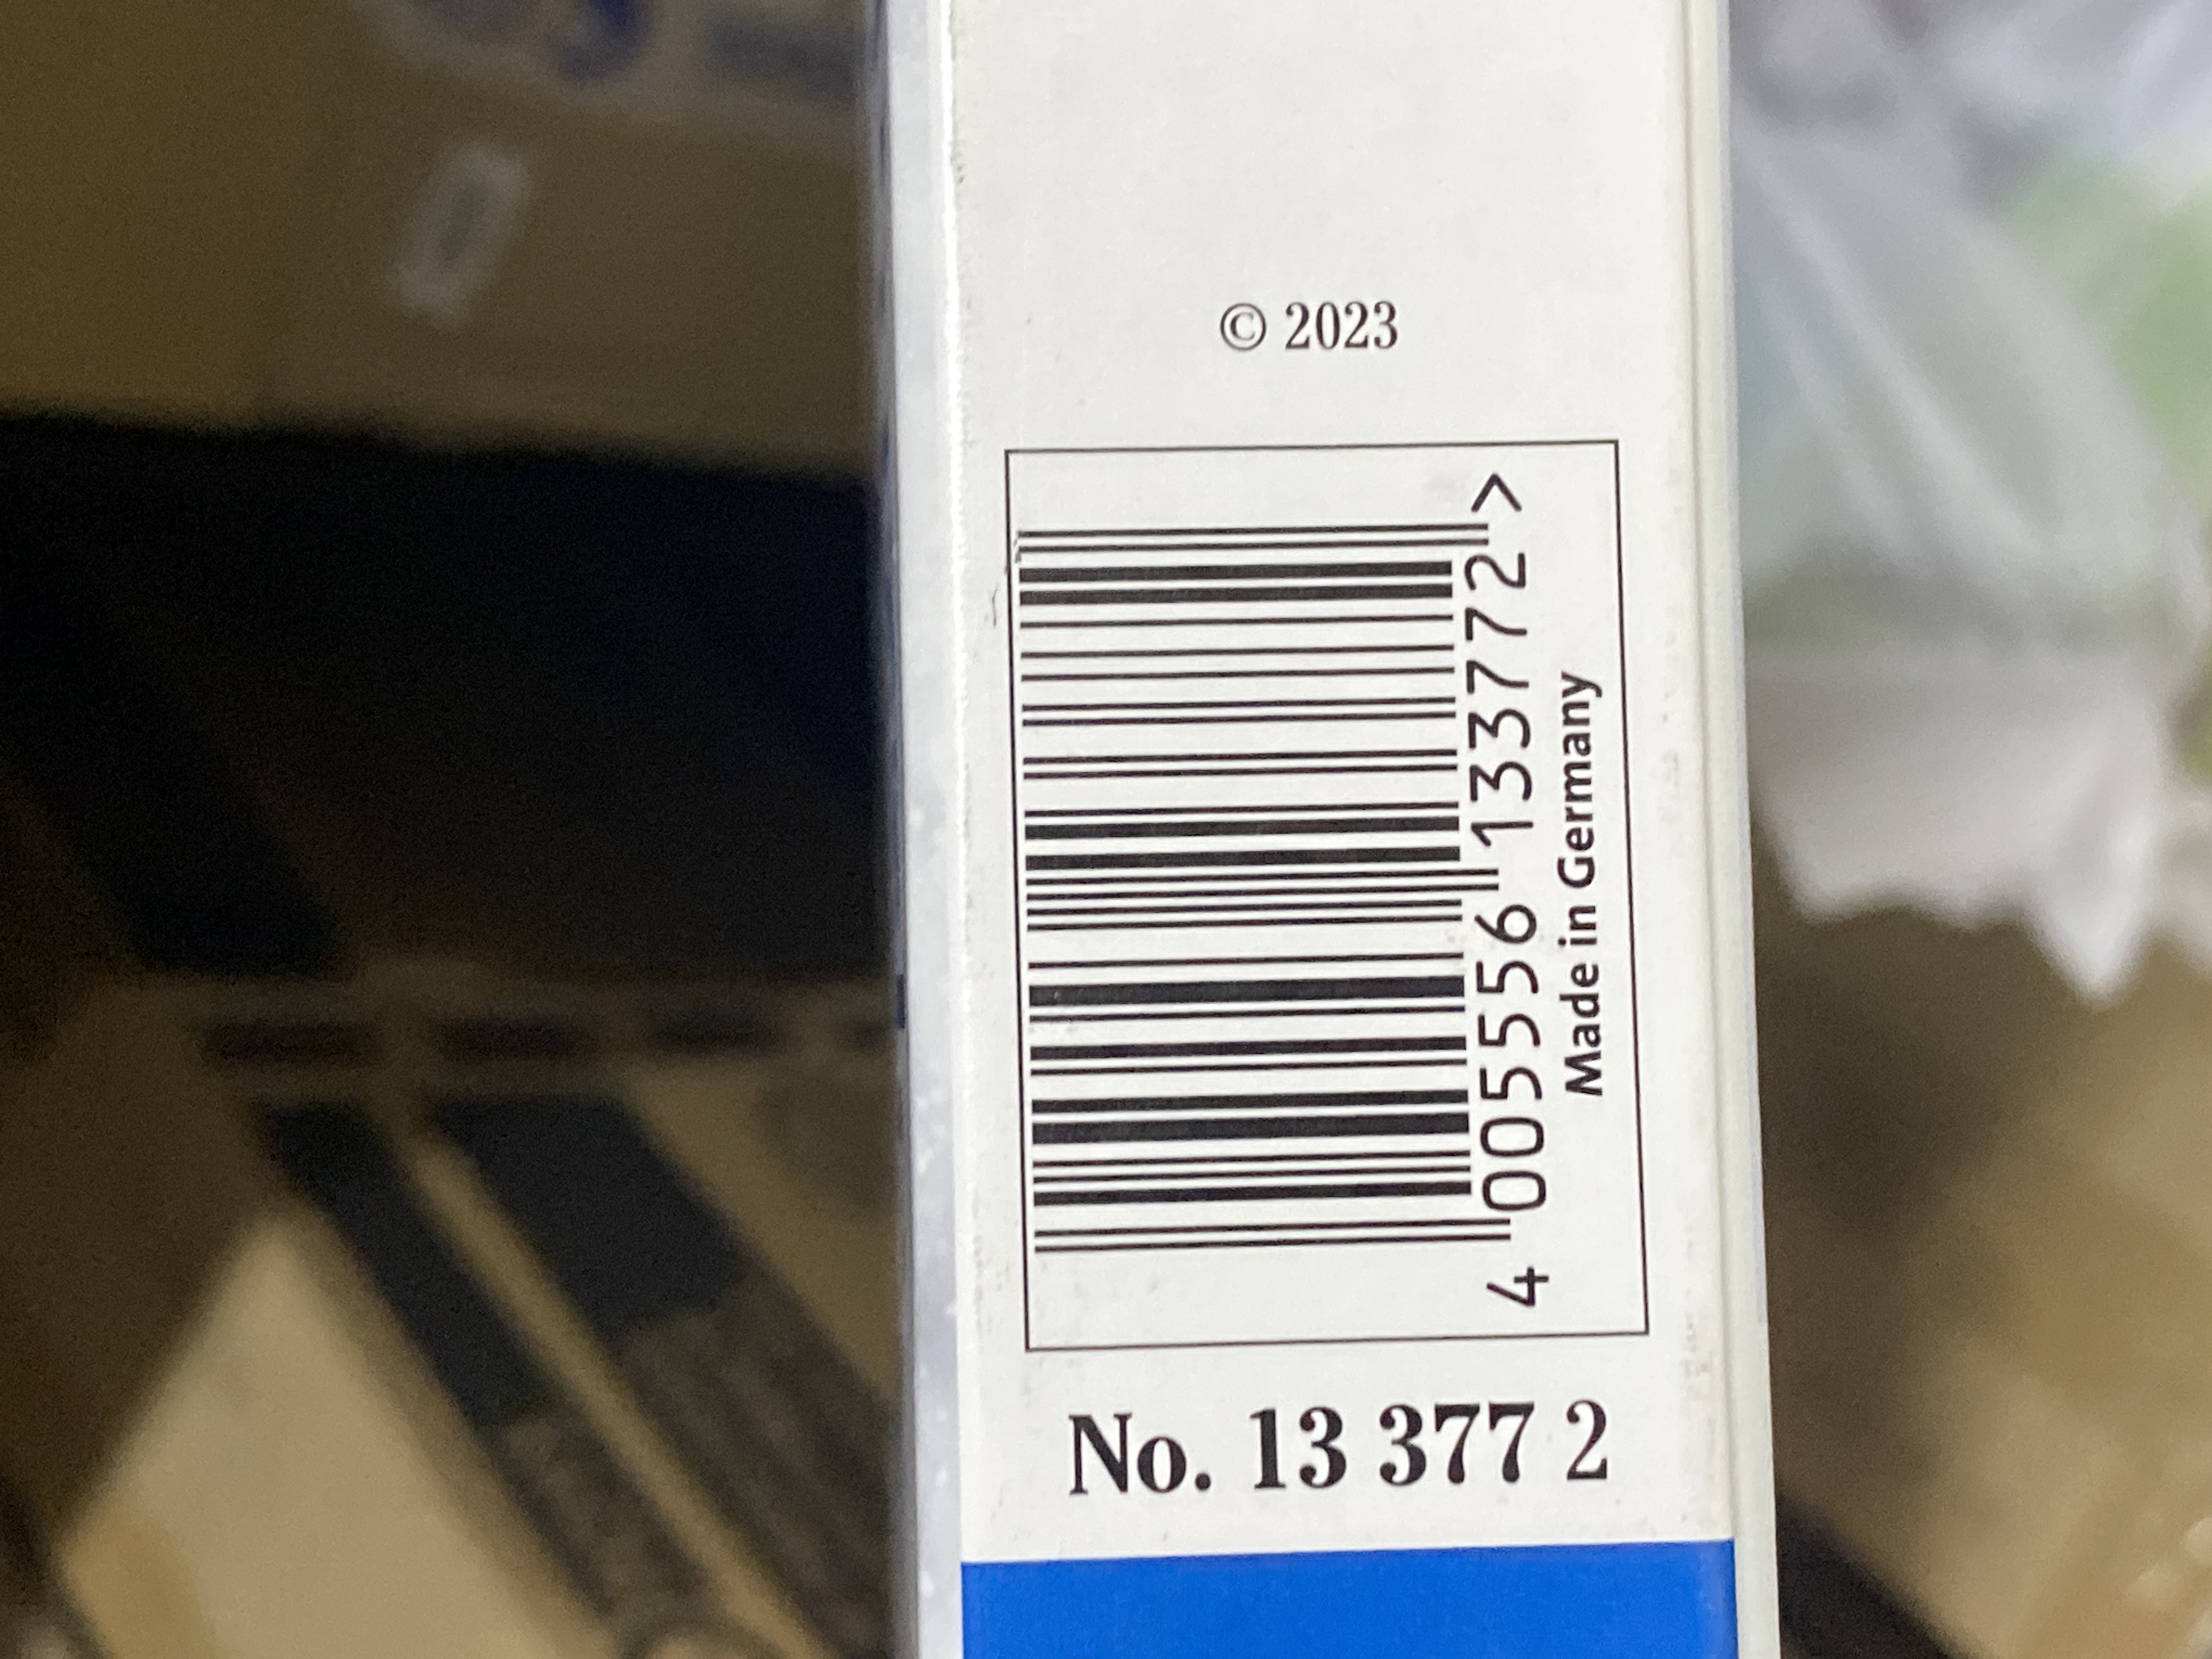 © 2023
4 005556 133772 >
Made in Germany
No. 13 377 2